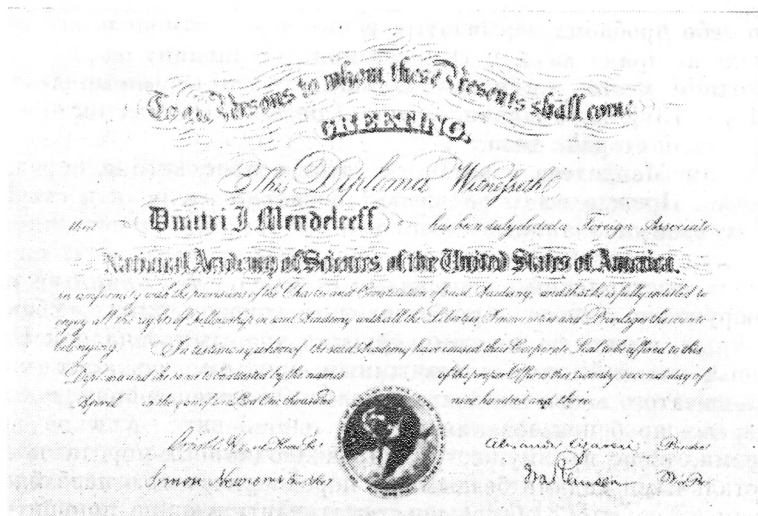 To all Persons to whom these Presents shall come
GREETING.
This Diploma Witnesseth
that Dmitri I. Mendeleeff has been duly elected a Foreign Associate
National Academy of Sciences of the United States of America.
in conformity with the provisions of the Charter and Constitution of said Academy, and that he is fully entitled to
enjoy all the rights of Fellowship in said Academy with all the Liberties Immunities and Privileges thereunto
belonging In testimony whereof the said Academy have caused their Corporate Seal to be affixed to this
Diploma and the same to be attested by the names of the proper Officers this twenty second day of
April in the year of our Lord one thousand nine hundred and three
Simon Newcomb Alexander Agassiz
Ira Remsen